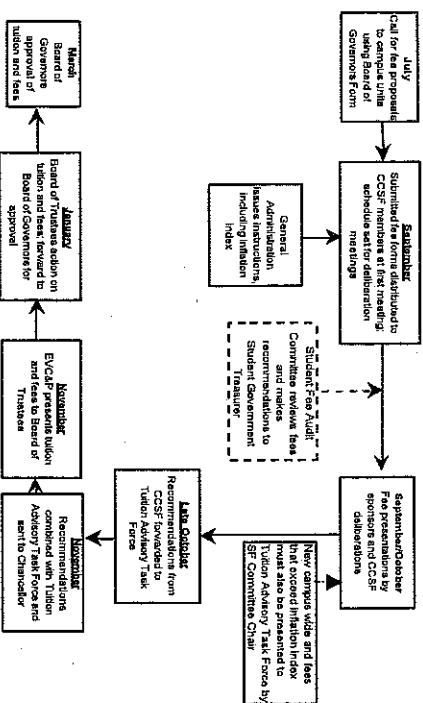 July
Call for fee proposals
to campus units
using Board of
Governors Form
September
Submitted fee forms distributed to
CCSF members at first meeting;
schedule set for deliberation
meetings
General
Administration
issues instructions,
including inflation
index
Student Fee Audit
Committee reviews fees
and makes
recommendations to
Student Government
Treasurer
September/October
Fee presentations by
sponsors and CCSF
deliberations
New campus wide and fees
that exceed inflation index
must also be presented to
Tuition Advisory Task Force by
SF Committee Chair
Late October
Recommendations from
CCSF forwarded to
Tuition Advisory Task
Force
November
Recommendations
combined with Tuition
Advisory Task Force and
sent to Chancellor
November
EVC&P presents tuition
and fees to Board of
Trustees
January
Board of Trustees action on
tuition and fees; forward to
Board of Governors for
approval
March
Board of
Governors
approval of
tuition and fees